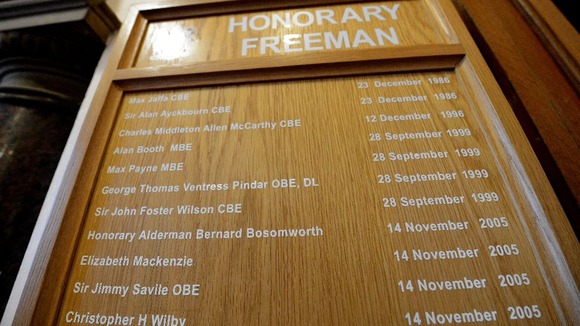 HONORARY
FREEMAN
Max Jaffa CBE 23 December 1986
Sir Alan Ayckbourn CBE 23 December 1986
Charles Middleton Allen McCarthy CBE 12 December 1996
Alan Booth MBE 28 September 1999
Max Payne MBE 28 September 1999
George Thomas Ventress Pindar OBE, DL 28 September 1999
Sir John Foster Wilson CBE 28 September 1999
Honorary Alderman Bernard Bosomworth 14 November 2005
Elizabeth Mackenzie 14 November 2005
Sir Jimmy Savile OBE 14 November 2005
Christopher H Wilby 14 November 2005